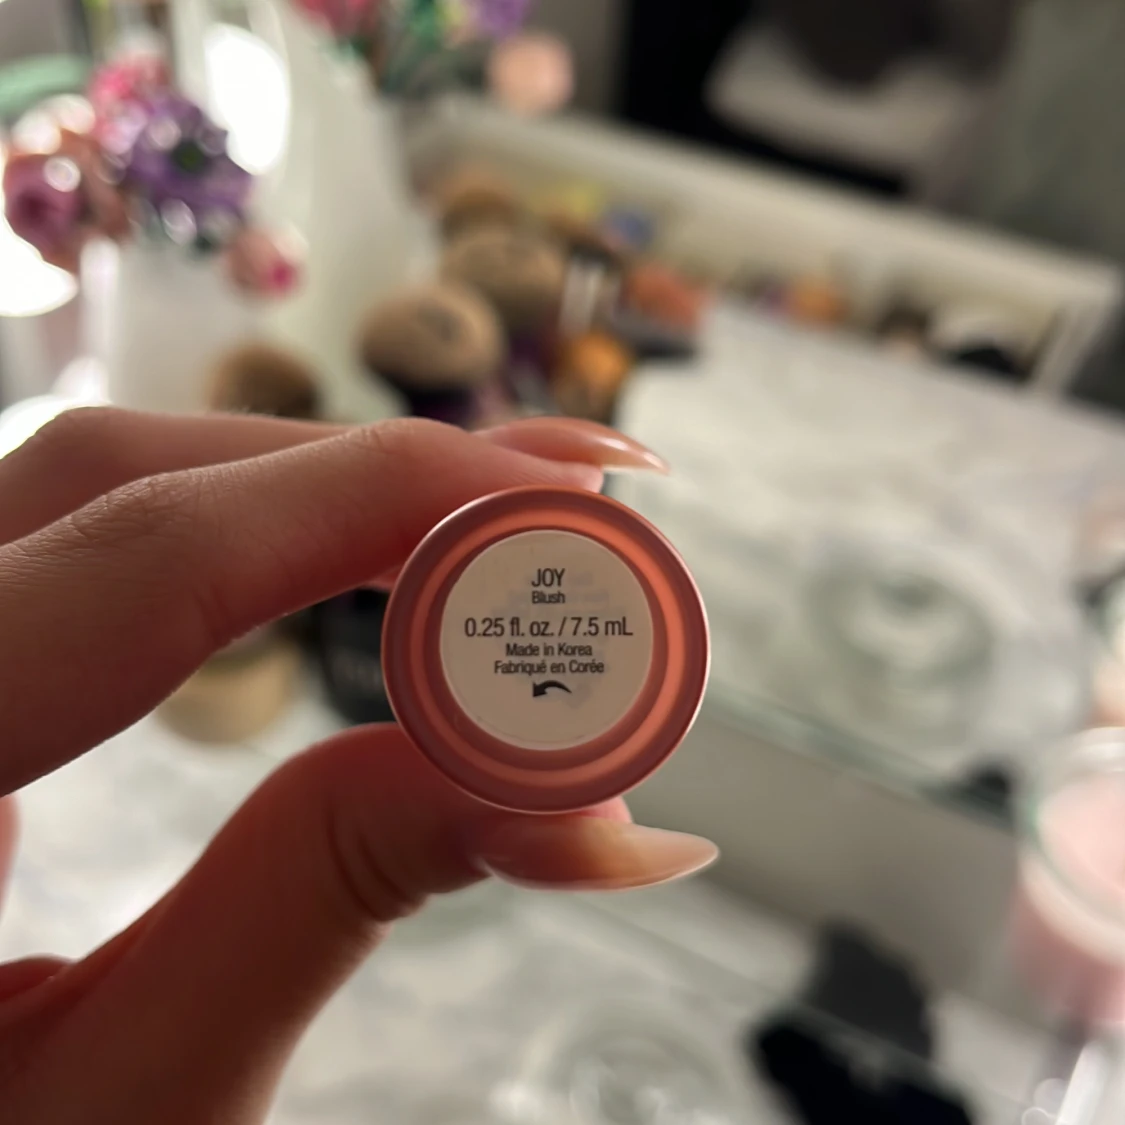 JOY
Blush
0.25 fl. oz. / 7.5 mL
Made in Korea
Fabriqué en Corée